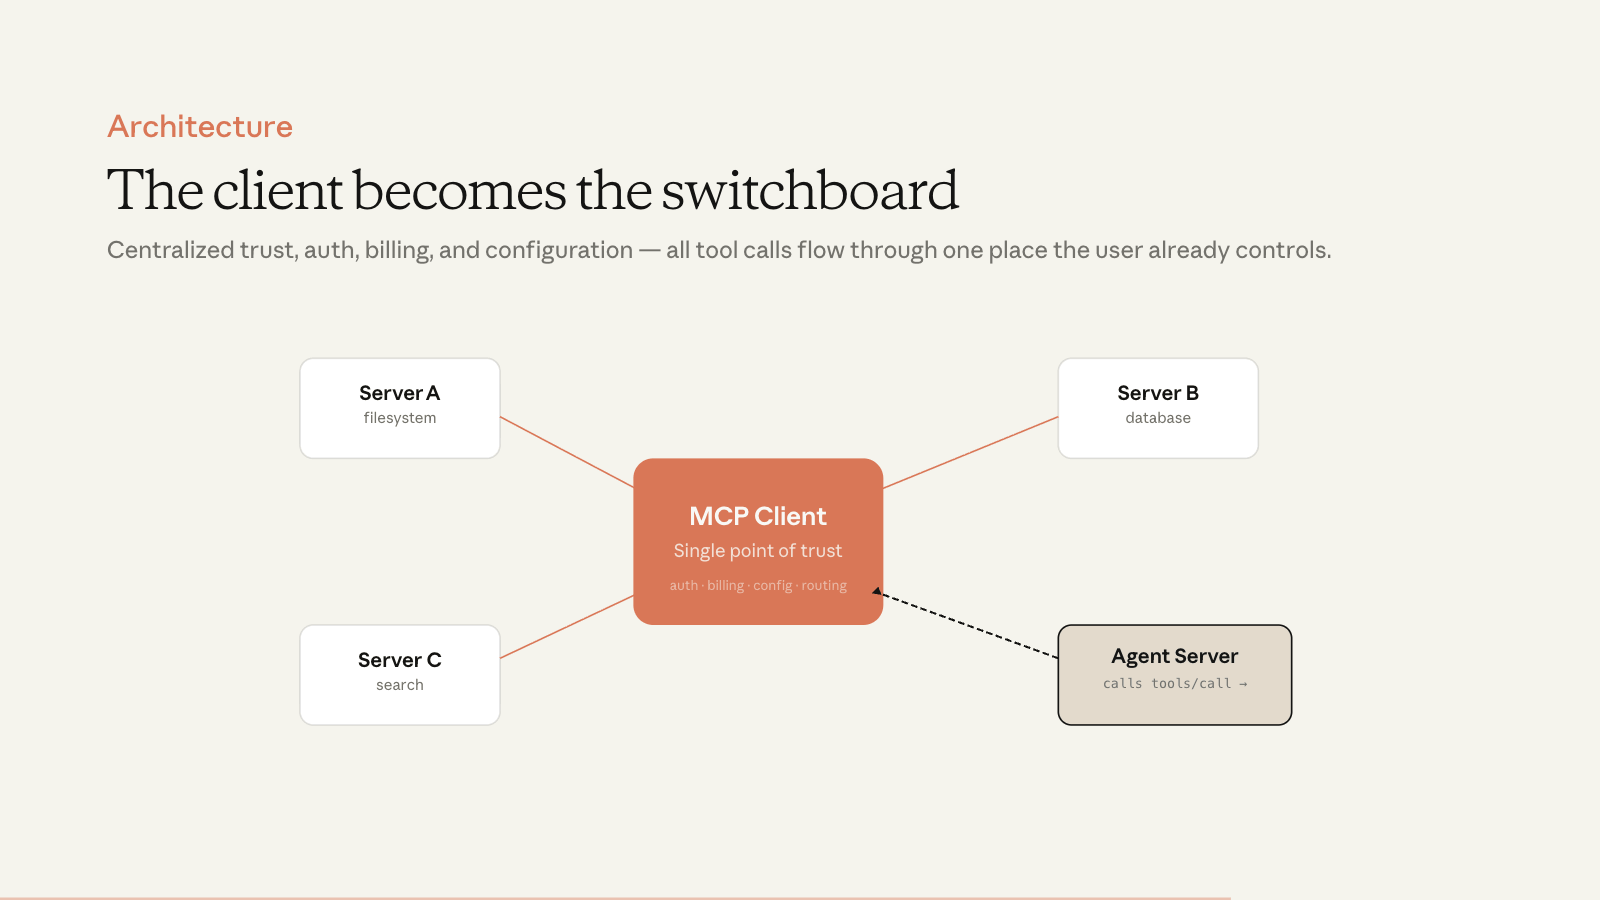 Architecture
The client becomes the switchboard
Centralized trust, auth, billing, and configuration — all tool calls flow through one place the user already controls.
Server A
filesystem
Server B
database
MCP Client
Single point of trust
auth · billing · config · routing
Server C
search
Agent Server
calls tools/call →